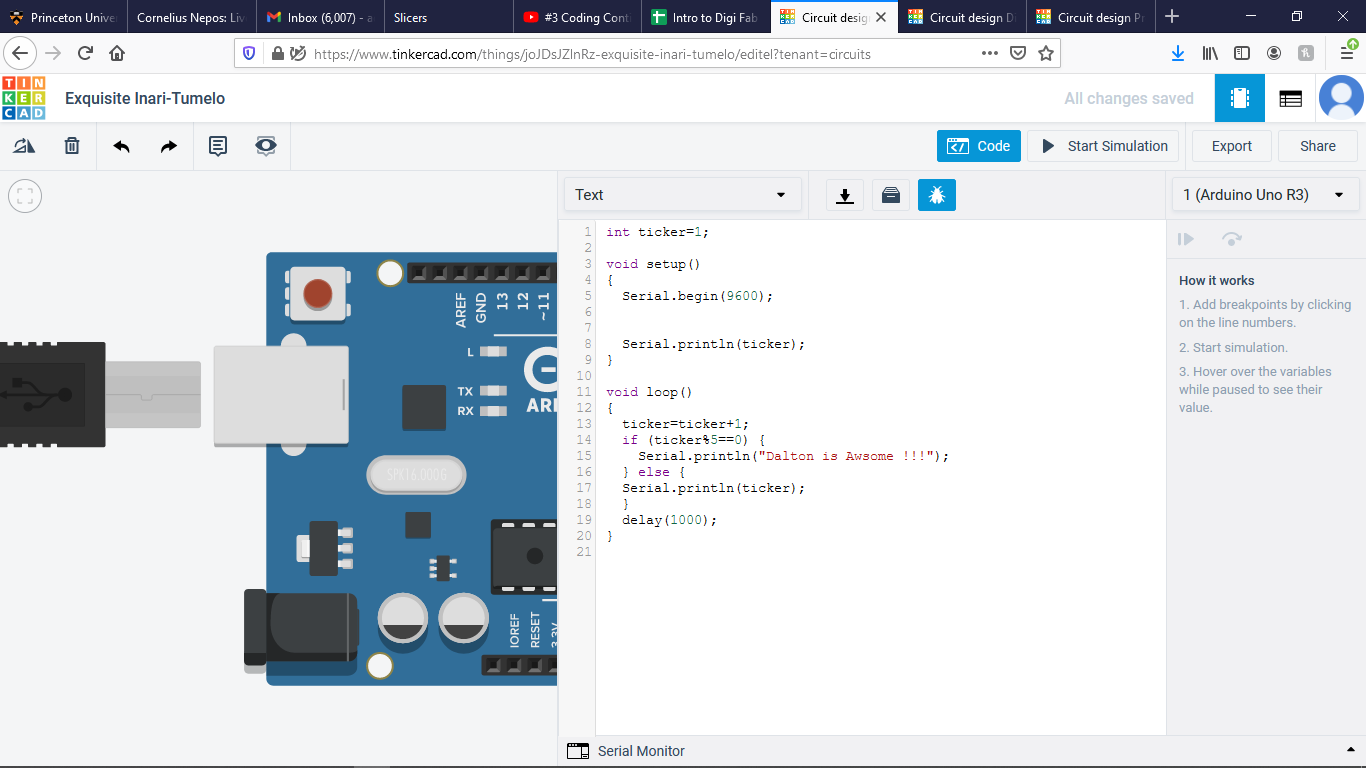 Princeton Unive
Cornelius Nepos: Liv
Inbox (6,007) - a
Slicers
#3 Coding Cont
Intro to Digi Fab
Circuit desig
Circuit design D
Circuit design Pr
https://www.tinkercad.com/things/joJDsJZlnRz-exquisite-inari-tumelo/editel?tenant=circuits
TIN
KER
CAD
Exquisite Inari-Tumelo
All changes saved
Code
Start Simulation
Export
Share
Text
1 (Arduino Uno R3)
AREF
GND
13
12
~11
L
TX
RX
ARD
SPK16.000G
IOREF
RESET
3.3V
1 int ticker=1;
2
3 void setup()
4 {
5 Serial.begin(9600);
6
7
8 Serial.println(ticker);
9 }
10
11 void loop()
12 {
13 ticker=ticker+1;
14 if (ticker%5==0) {
15 Serial.println("Dalton is Awsome !!!");
16 } else {
17 Serial.println(ticker);
18 }
19 delay(1000);
20 }
21
How it works
1. Add breakpoints by clicking
on the line numbers.
2. Start simulation.
3. Hover over the variables
while paused to see their
value.
Serial Monitor